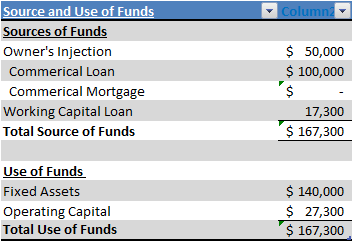 Source and Use of Funds Column2
Sources of Funds
Owner's Injection $ 50,000
Commerical Loan $ 100,000
Commerical Mortgage $ -
Working Capital Loan 17,300
Total Source of Funds $ 167,300
Use of Funds
Fixed Assets $ 140,000
Operating Capital $ 27,300
Total Use of Funds $ 167,300